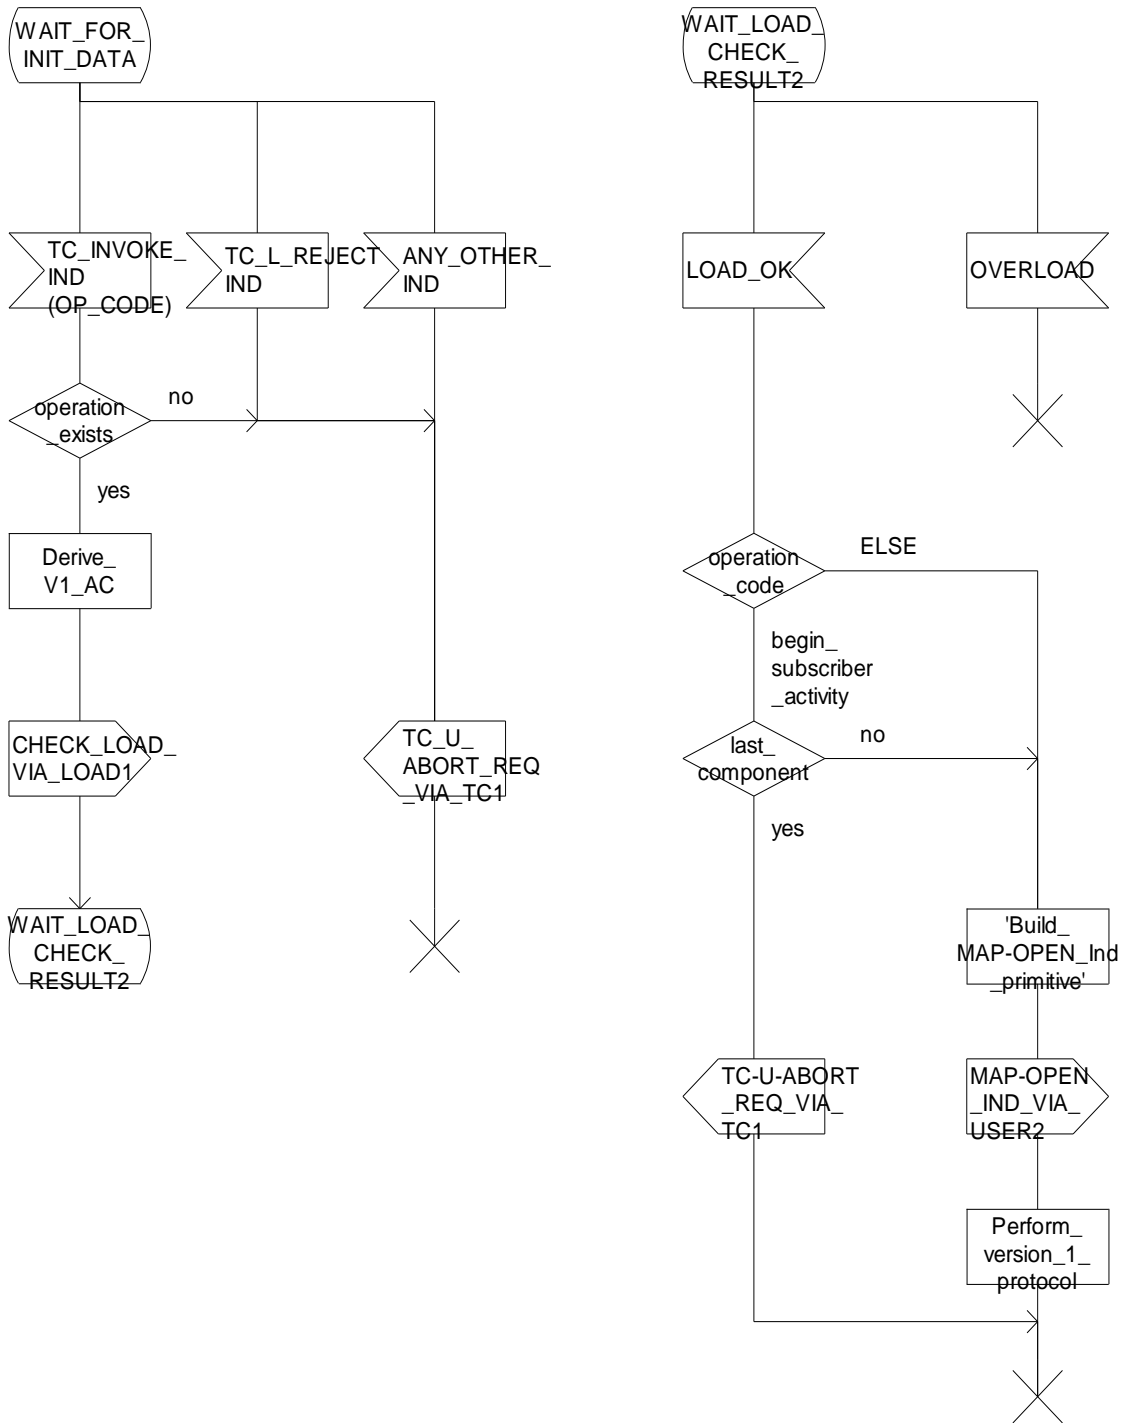 WAIT_FOR_
INIT_DATA
TC_INVOKE_
IND
(OP_CODE)
TC_L_REJECT
IND
ANY_OTHER_
IND
operation
_exists
no
yes
Derive_
V1_AC
CHECK_LOAD_
VIA_LOAD1
TC_U_
ABORT_REQ
_VIA_TC1
WAIT_LOAD_
CHECK_
RESULT2
WAIT_LOAD_
CHECK_
RESULT2
LOAD_OK
OVERLOAD
operation
_code
ELSE
begin_
subscriber
_activity
last_
component
no
yes
'Build_
MAP-OPEN_Ind
_primitive'
TC-U-ABORT
_REQ_VIA_
TC1
MAP-OPEN
_IND_VIA_
USER2
Perform_
version_1_
protocol